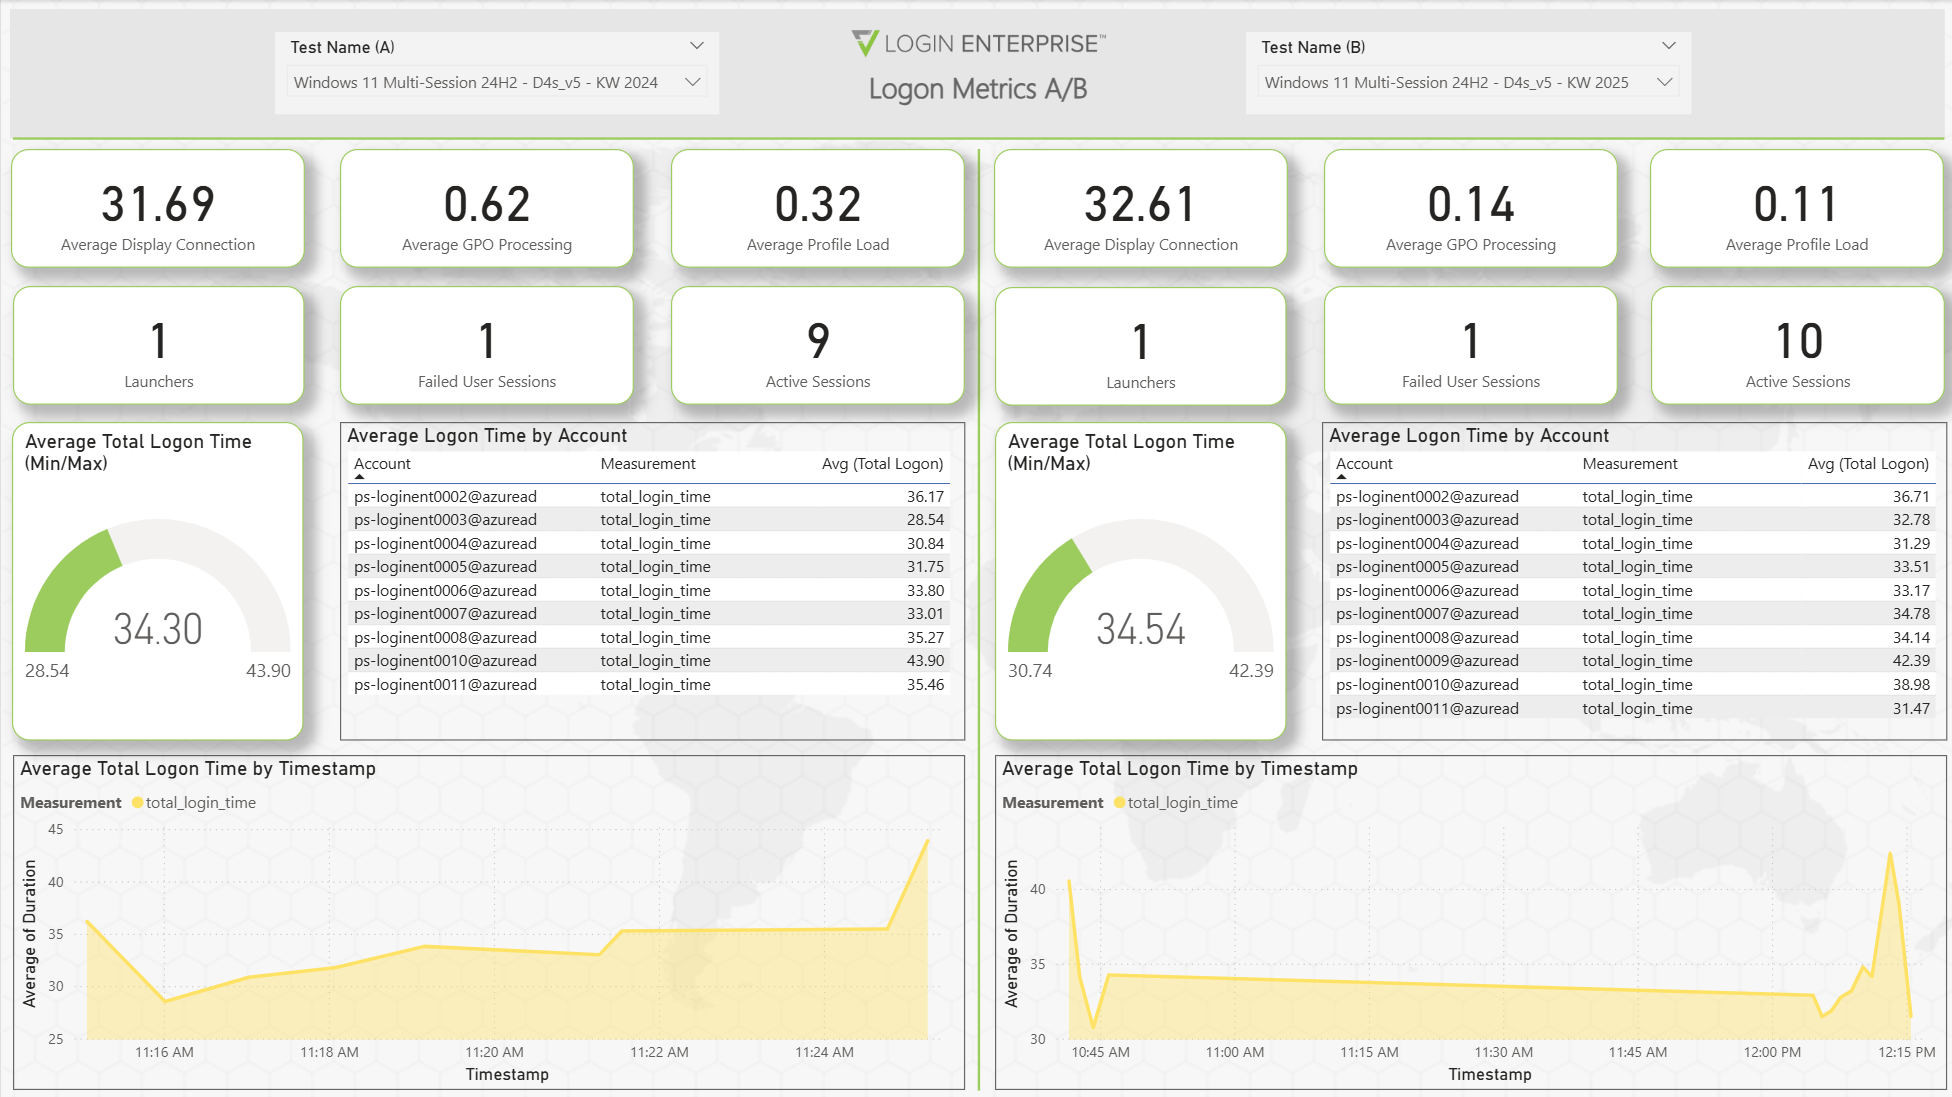 Test Name (A)
Windows 11 Multi-Session 24H2 - D4s_v5 - KW 2024
LOGIN ENTERPRISE™
Logon Metrics A/B
Test Name (B)
Windows 11 Multi-Session 24H2 - D4s_v5 - KW 2025
31.69
Average Display Connection
0.62
Average GPO Processing
0.32
Average Profile Load
1
Launchers
1
Failed User Sessions
9
Active Sessions
Average Total Logon Time
(Min/Max)
34.30
28.54
43.90
Average Logon Time by Account
Account Measurement Avg (Total Logon)
ps-loginent0002@azuread total_login_time 36.17
ps-loginent0003@azuread total_login_time 28.54
ps-loginent0004@azuread total_login_time 30.84
ps-loginent0005@azuread total_login_time 31.75
ps-loginent0006@azuread total_login_time 33.80
ps-loginent0007@azuread total_login_time 33.01
ps-loginent0008@azuread total_login_time 35.27
ps-loginent0010@azuread total_login_time 43.90
ps-loginent0011@azuread total_login_time 35.46
Average Total Logon Time by Timestamp
Measurement total_login_time
Average of Duration
45
40
35
30
25
11:16 AM 11:18 AM 11:20 AM 11:22 AM 11:24 AM
Timestamp
32.61
Average Display Connection
0.14
Average GPO Processing
0.11
Average Profile Load
1
Launchers
1
Failed User Sessions
10
Active Sessions
Average Total Logon Time
(Min/Max)
34.54
30.74
42.39
Average Logon Time by Account
Account Measurement Avg (Total Logon)
ps-loginent0002@azuread total_login_time 36.71
ps-loginent0003@azuread total_login_time 32.78
ps-loginent0004@azuread total_login_time 31.29
ps-loginent0005@azuread total_login_time 33.51
ps-loginent0006@azuread total_login_time 33.17
ps-loginent0007@azuread total_login_time 34.78
ps-loginent0008@azuread total_login_time 34.14
ps-loginent0009@azuread total_login_time 42.39
ps-loginent0010@azuread total_login_time 38.98
ps-loginent0011@azuread total_login_time 31.47
Average Total Logon Time by Timestamp
Measurement total_login_time
Average of Duration
40
35
30
10:45 AM 11:00 AM 11:15 AM 11:30 AM 11:45 AM 12:00 PM 12:15 PM
Timestamp